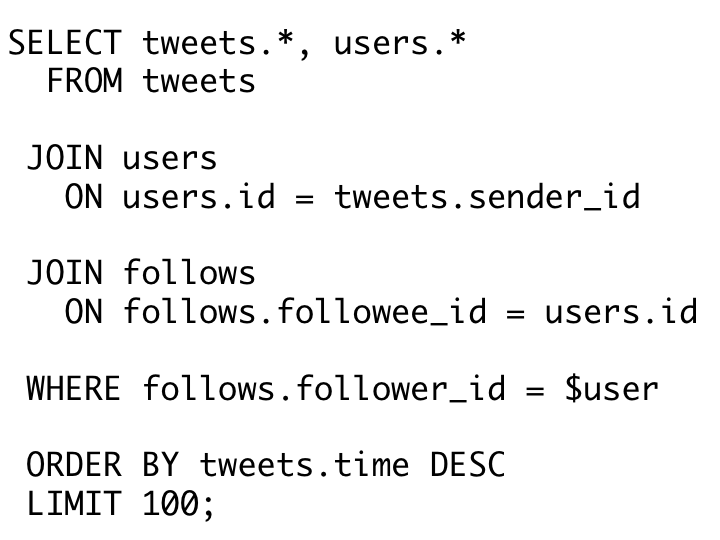 SELECT tweets.*, users.*
FROM tweets
JOIN users
ON users.id = tweets.sender_id
JOIN follows
ON follows.followee_id = users.id
WHERE follows.follower_id = $user
ORDER BY tweets.time DESC
LIMIT 100;